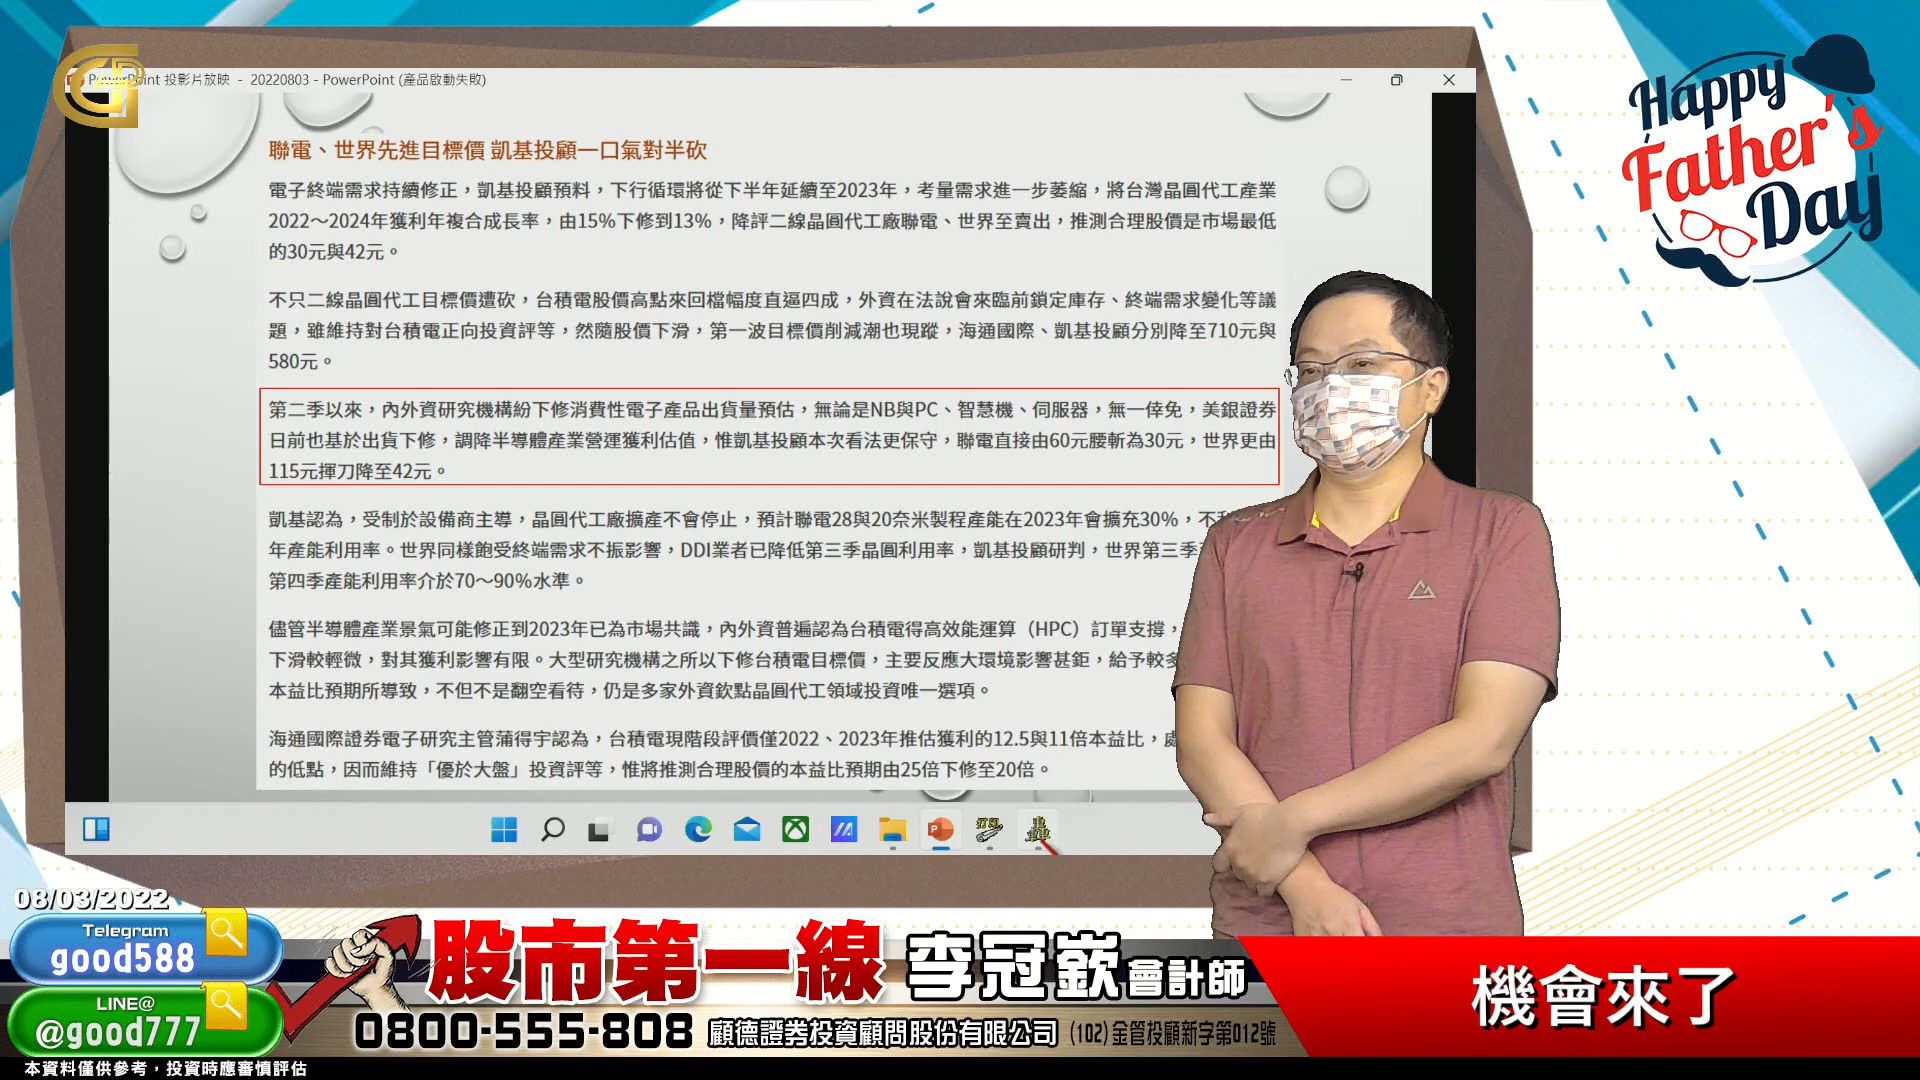 PowerPoint 投影片放映 - 20220803 - PowerPoint (產品啟動失敗)
聯電、世界先進目標價 凱基投顧一口氣對半砍
電子終端需求持續修正，凱基投顧預料，下行循環將從下半年延續至2023年，考量需求進一步萎縮，將台灣晶圓代工產業
2022～2024年獲利年複合成長率，由15%下修到13%，降評二線晶圓代工廠聯電、世界至賣出，推測合理股價是市場最低
的30元與42元。
不只二線晶圓代工目標價遭砍，台積電股價高點來回檔幅度直逼四成，外資在法說會來臨前鎖定庫存、終端需求變化等議
題，雖維持對台積電正向投資評等，然隨股價下滑，第一波目標價削減潮也現蹤，海通國際、凱基投顧分別降至710元與
580元。
第二季以來，內外資研究機構紛下修消費性電子產品出貨量預估，無論是NB與PC、智慧機、伺服器，無一倖免，美銀證券
日前也基於出貨下修，調降半導體產業營運獲利估值，惟凱基投顧本次看法更保守，聯電直接由60元腰斬為30元，世界更由
115元揮刀降至42元。
凱基認為，受制於設備商主導，晶圓代工廠擴產不會停止，預計聯電28與20奈米製程產能在2023年會擴充30%，不
年產能利用率。世界同樣飽受終端需求不振影響，DDI業者已降低第三季晶圓利用率，凱基投顧研判，世界第三季
第四季產能利用率介於70～90%水準。
儘管半導體產業景氣可能修正到2023年已為市場共識，內外資普遍認為台積電得高效能運算（HPC）訂單支撐，
下滑較輕微，對其獲利影響有限。大型研究機構之所以下修台積電目標價，主要反應大環境影響甚鉅，給予較
本益比預期所導致，不但不是翻空看待，仍是多家外資欽點晶圓代工領域投資唯一選項。
海通國際證券電子研究主管蒲得宇認為，台積電現階段評價僅2022、2023年推估獲利的12.5與11倍本益比，
的低點，因而維持「優於大盤」投資評等，惟將推測合理股價的本益比預期由25倍下修至20倍。
Happy
Father's
Day
08/03/2022
Telegram
good588
LINE@
@good777
股市第一線 李冠嶔會計師
0800-555-808 顧德證券投資顧問股份有限公司 (102)金管投顧新字第012號
機會來了
本資料僅供參考，投資時應審慎評估